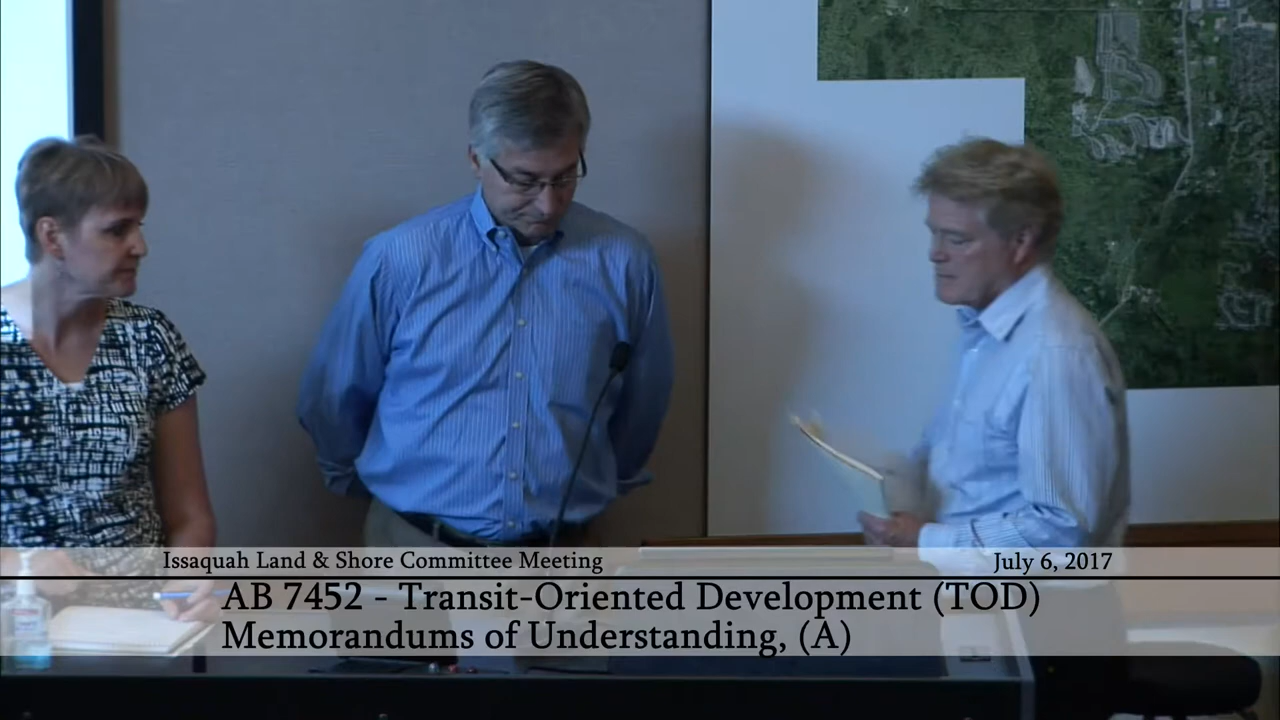 Issaquah Land & Shore Committee Meeting
July 6, 2017
AB 7452 - Transit-Oriented Development (TOD)
Memorandums of Understanding, (A)